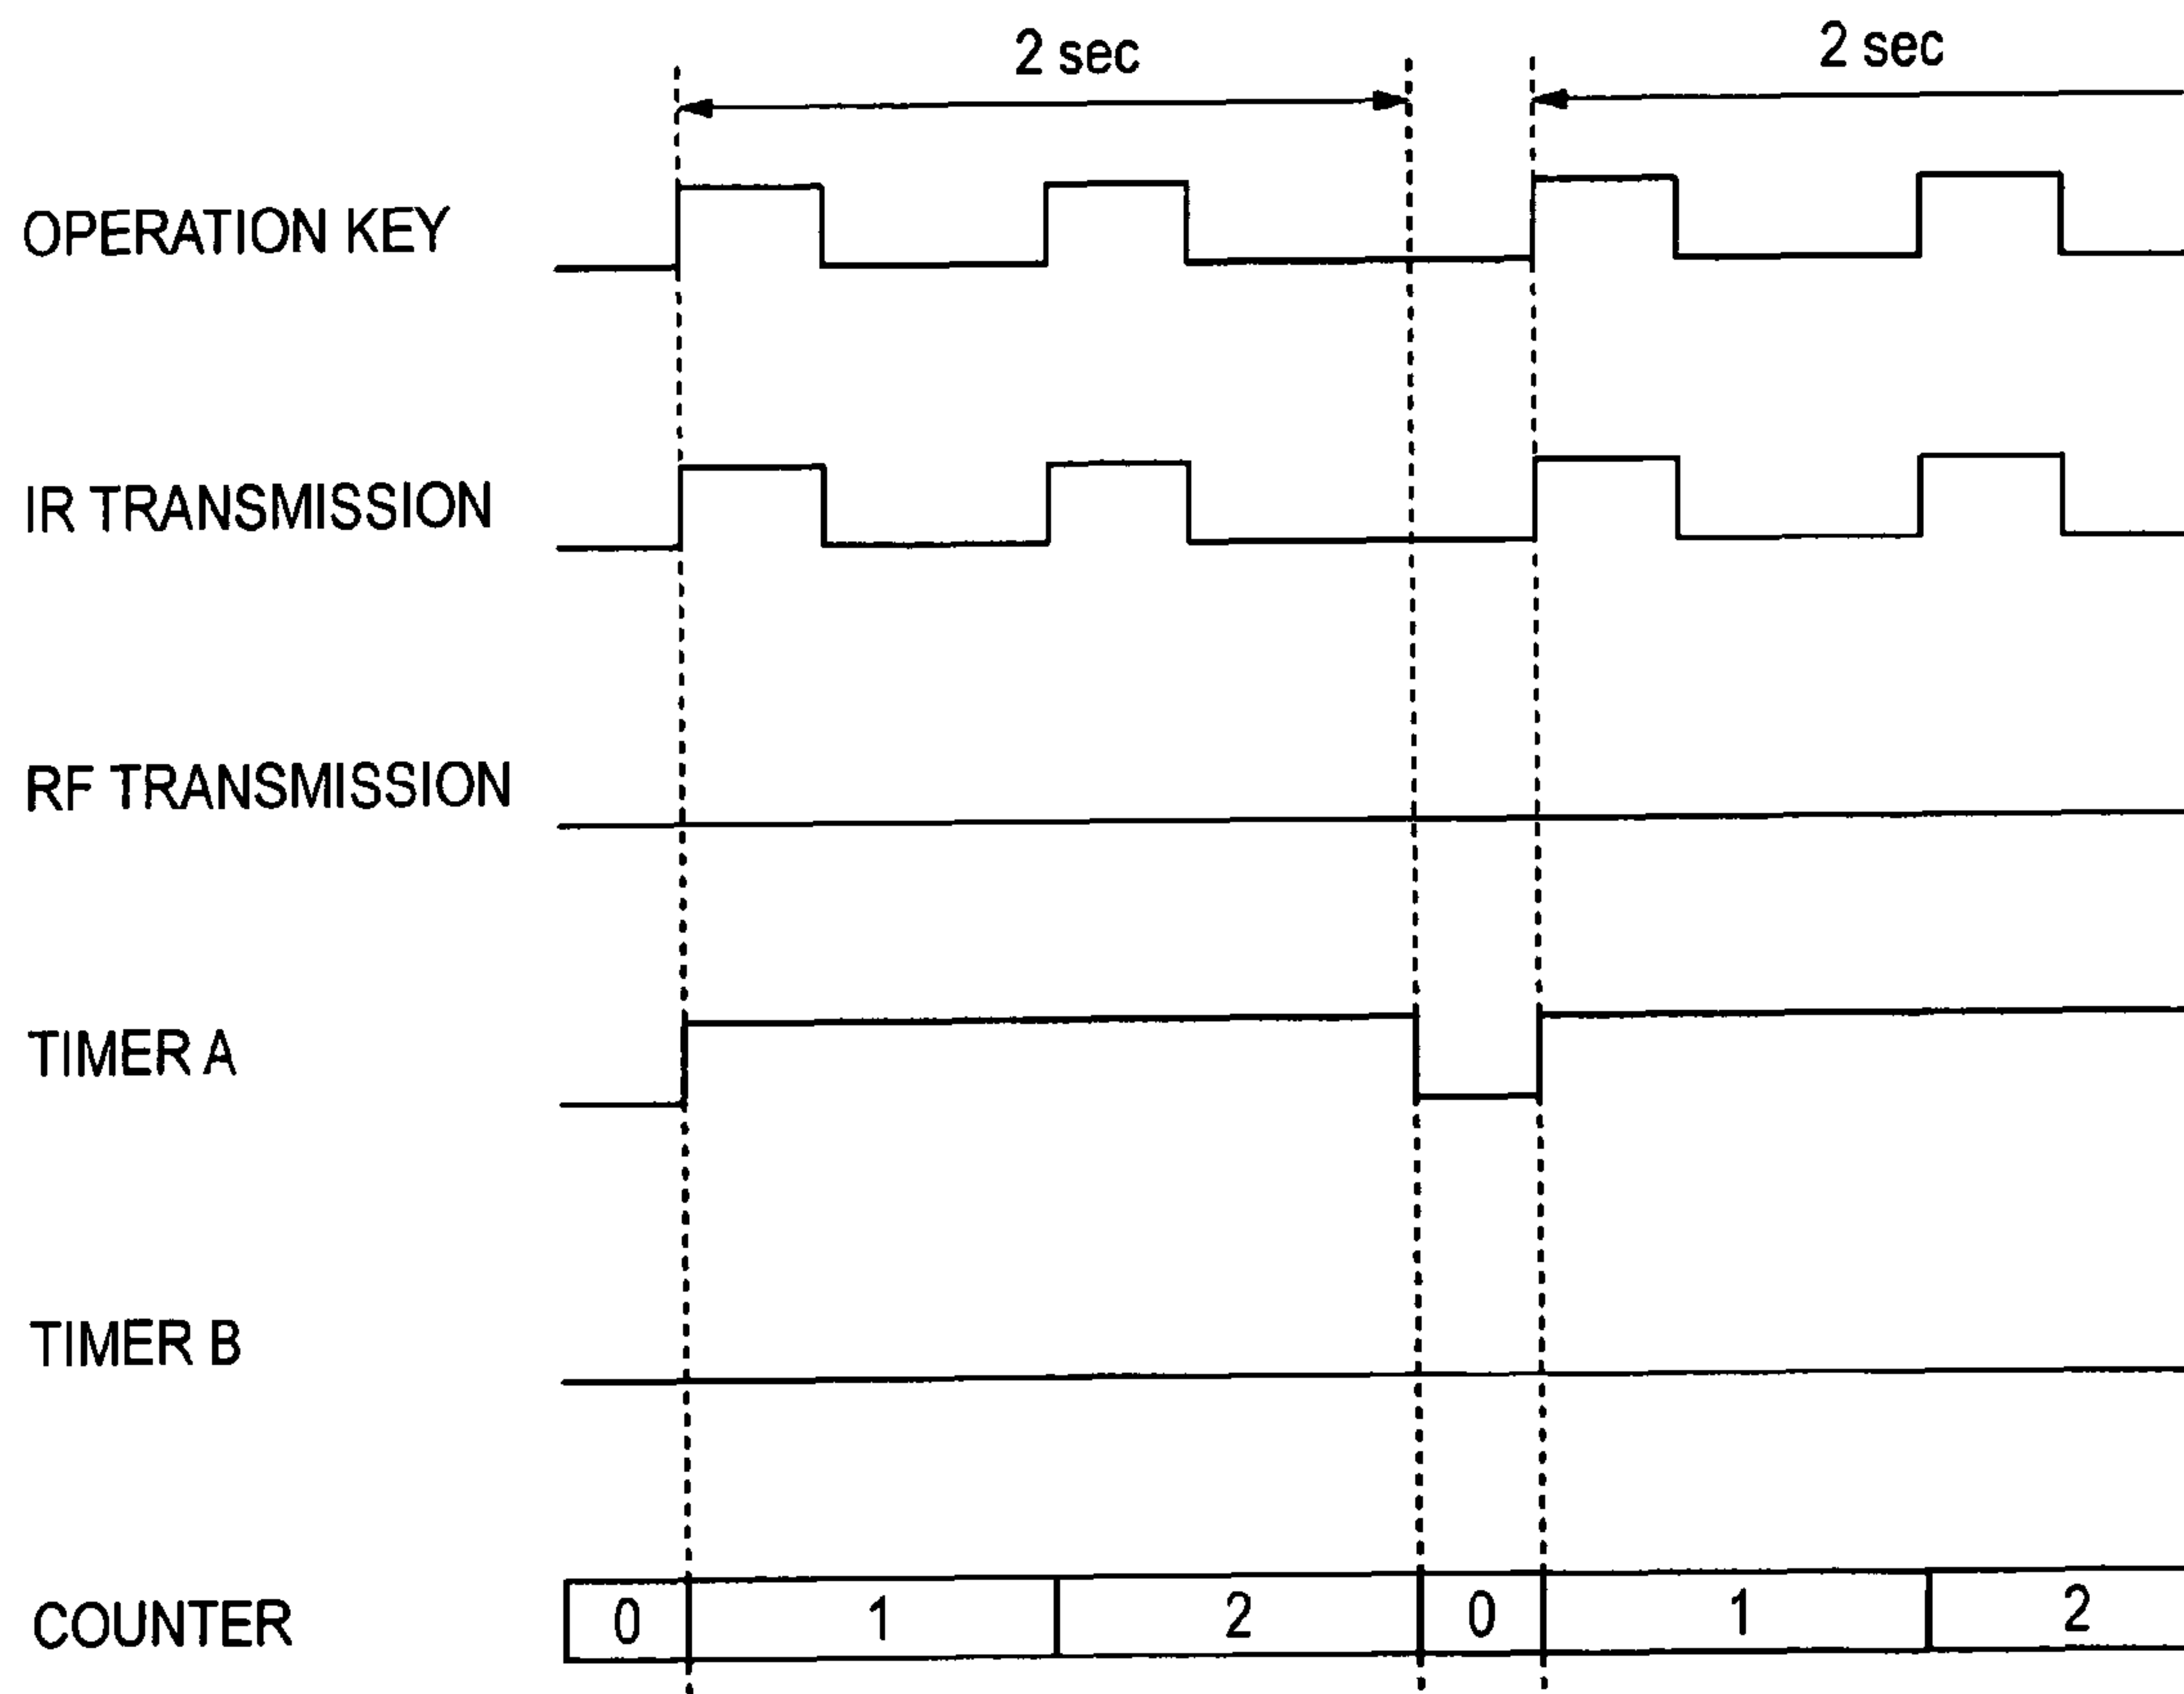 2 sec
2 sec
OPERATION KEY
IR TRANSMISSION
RF TRANSMISSION
TIMER A
TIMER B
COUNTER 0 1 2 0 1 2